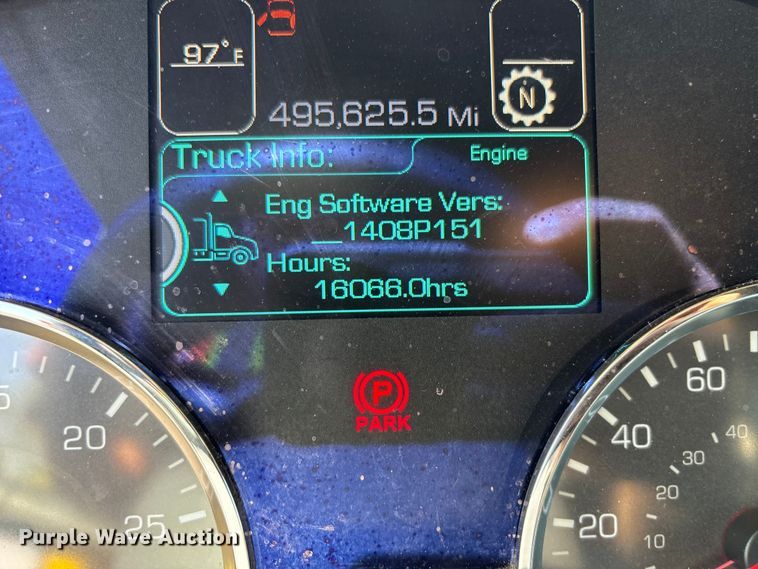 97°F
N
495,625.5 Mi
Truck Info:
Engine
Eng Software Vers:
__1408P151
Hours:
16066.0hrs
P
PARK
20
25
60
40
20
40
30
20
10
Purple Wave Auction